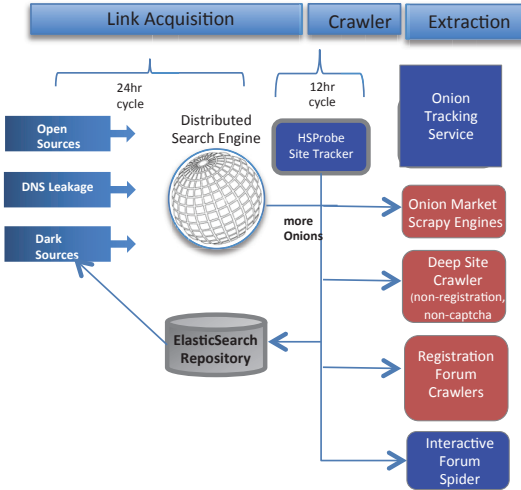 Link Acquisition
Crawler
Extraction
24hr
cycle
12hr
cycle
Open
Sources
DNS Leakage
Dark
Sources
Distributed
Search Engine
HSProbe
Site Tracker
more
Onions
ElasticSearch
Repository
Onion
Tracking
Service
Onion Market
Scrapy Engines
Deep Site
Crawler
(non-registration,
non-captcha
Registration
Forum
Crawlers
Interactive
Forum
Spider